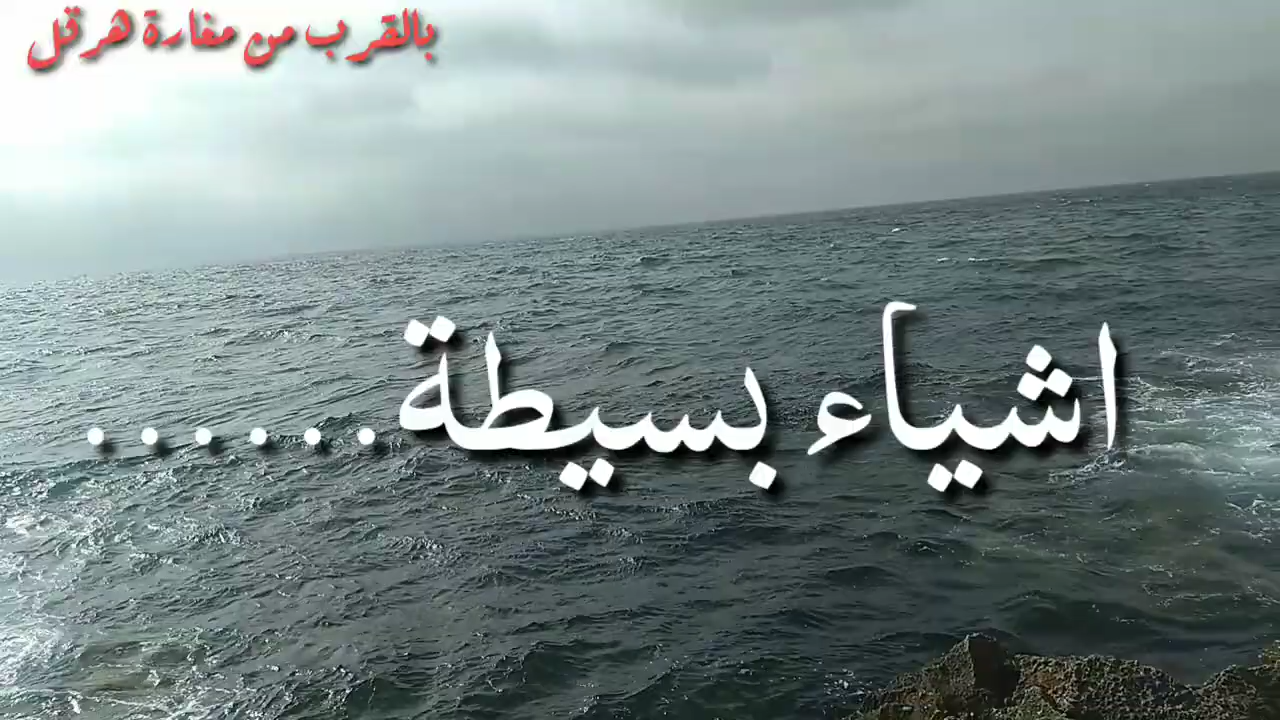 بالقرب من مغارة هرقل
اشياء بسيطة......